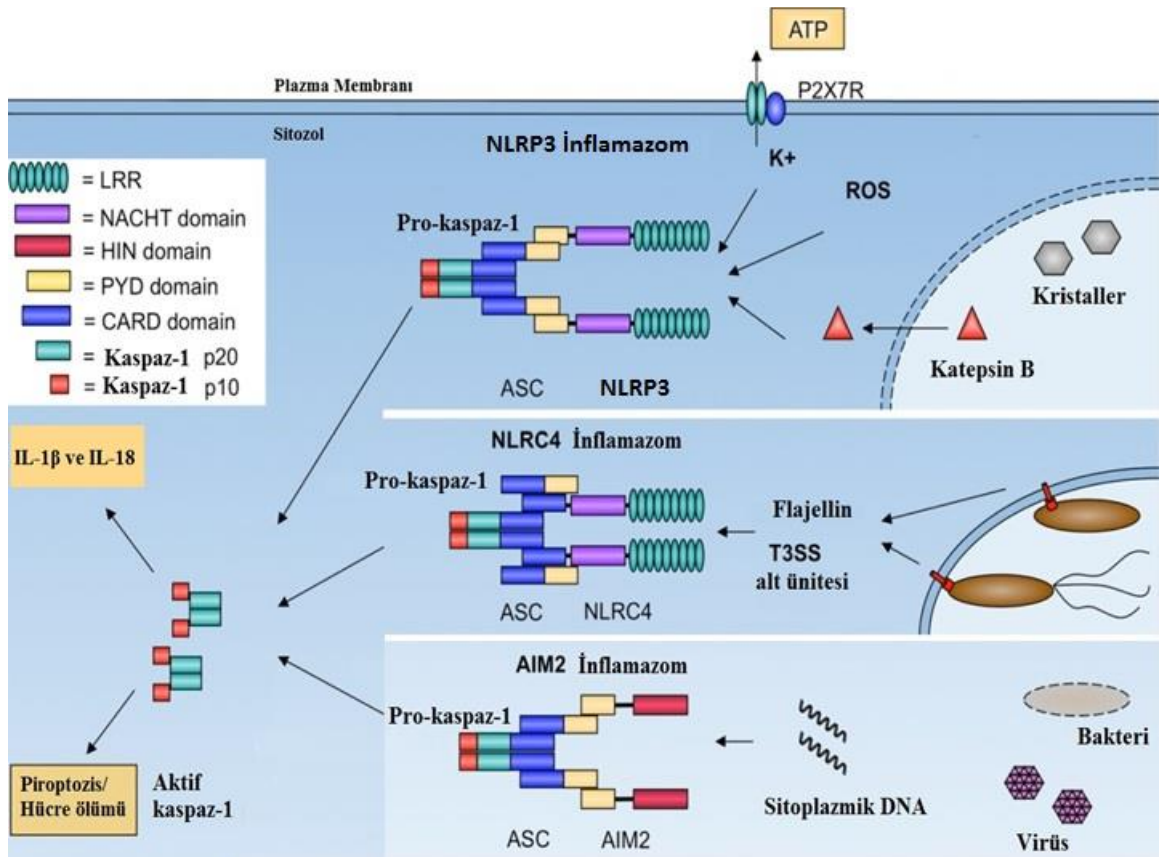 ATP
Plazma Membranı
P2X7R
Sitozol
NLRP3 İnflamazom
K+
ROS
= LRR
= NACHT domain
= HIN domain
= PYD domain
= CARD domain
= Kaspaz-1 p20
= Kaspaz-1 p10
Pro-kaspaz-1
Kristaller
Katepsin B
ASC
NLRP3
NLRC4 İnflamazom
Pro-kaspaz-1
Flajellin
T3SS
alt ünitesi
ASC
NLRC4
IL-1β ve IL-18
AIM2 İnflamazom
Pro-kaspaz-1
Bakteri
Sitoplazmik DNA
Virüs
ASC
AIM2
Piroptozis/
Hücre ölümü
Aktif
kaspaz-1